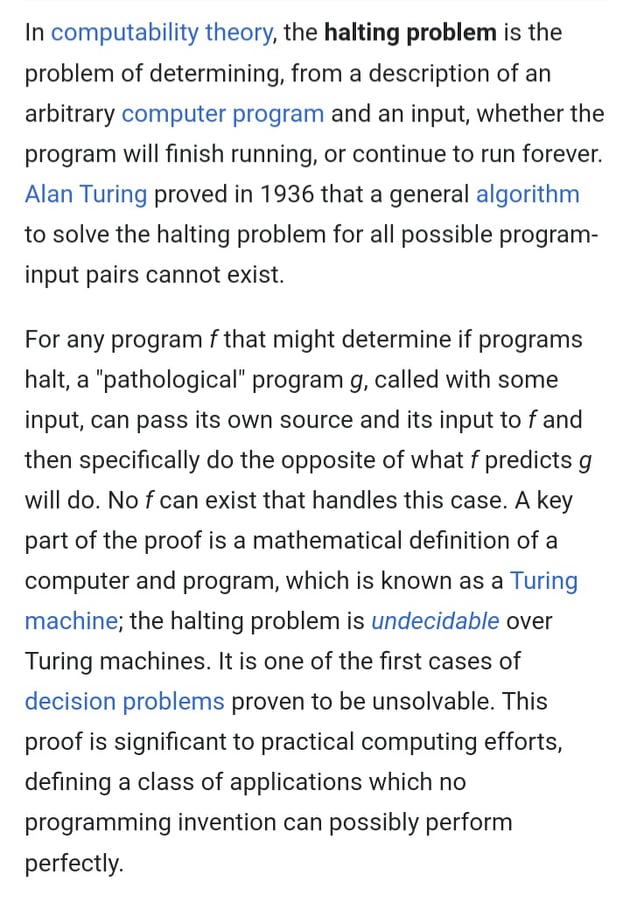 In computability theory, the halting problem is the
problem of determining, from a description of an
arbitrary computer program and an input, whether the
program will finish running, or continue to run forever.
Alan Turing proved in 1936 that a general algorithm
to solve the halting problem for all possible program-
input pairs cannot exist.
For any program f that might determine if programs
halt, a "pathological" program g, called with some
input, can pass its own source and its input to f and
then specifically do the opposite of what f predicts g
will do. No f can exist that handles this case. A key
part of the proof is a mathematical definition of a
computer and program, which is known as a Turing
machine; the halting problem is undecidable over
Turing machines. It is one of the first cases of
decision problems proven to be unsolvable. This
proof is significant to practical computing efforts,
defining a class of applications which no
programming invention can possibly perform
perfectly.